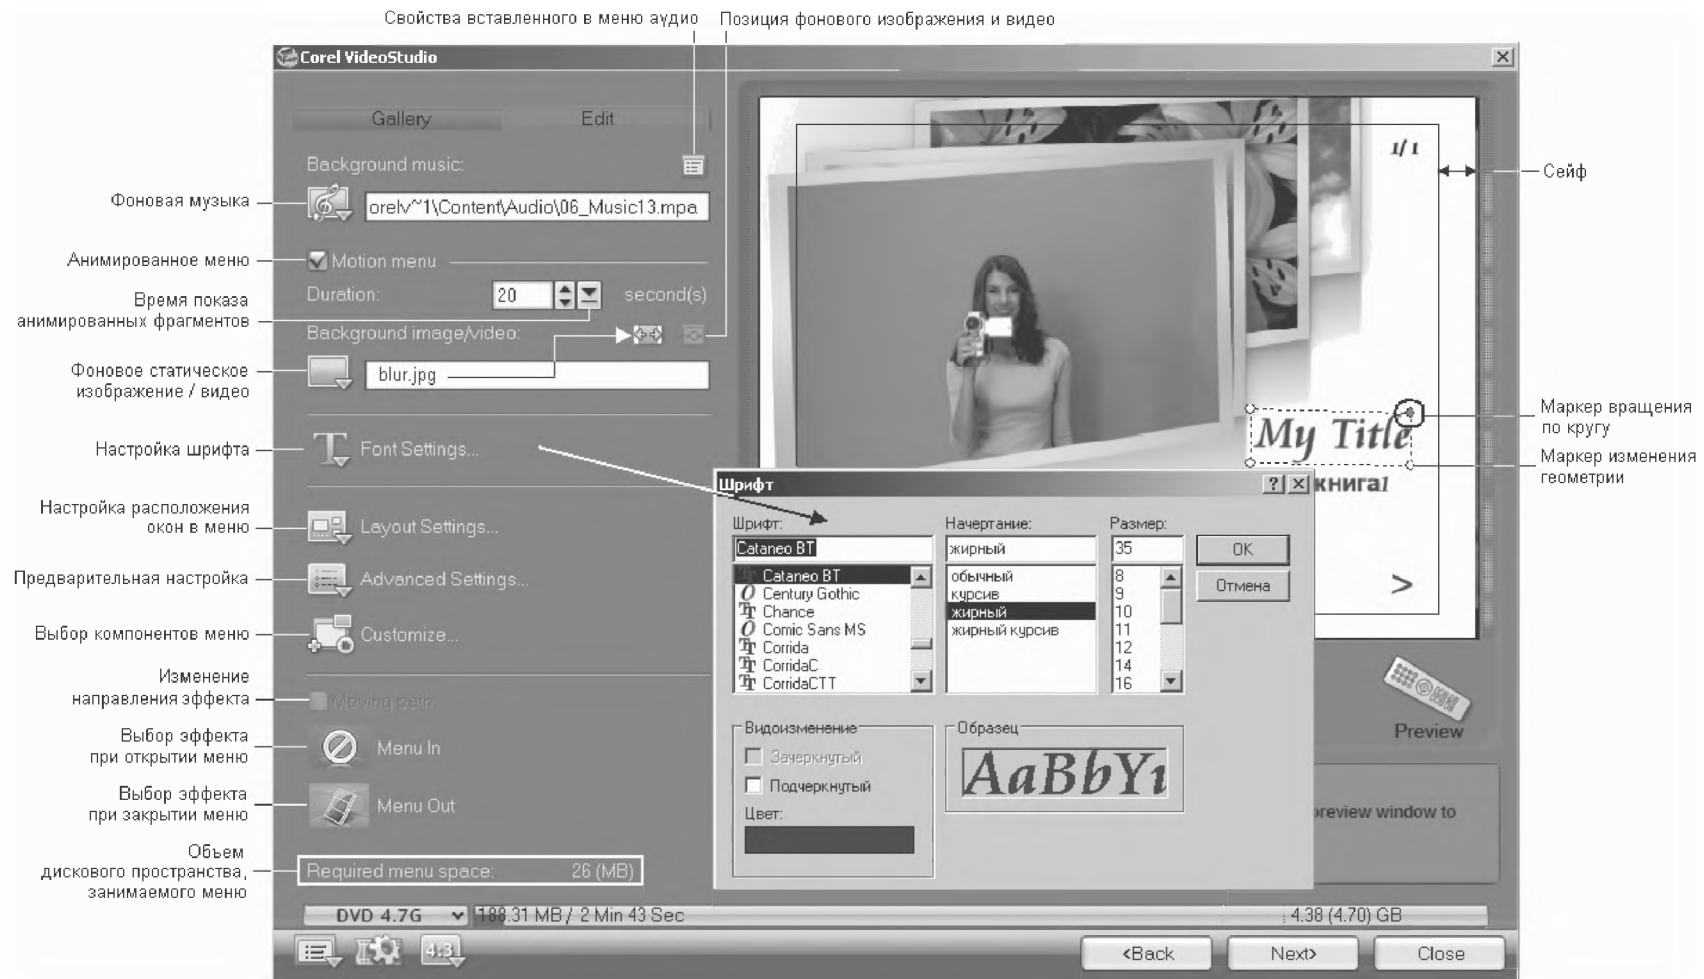 Свойства вставленного в меню аудио
Позиция фонового изображения и видео
Corel VideoStudio
Gallery
Edit
Background music:
Фоновая музыка
orelv~1\Content\Audio\06_Music13.mpa
1/1
Сейф
Анимированное меню
Motion menu
Duration:
20
second(s)
Время показа
анимированных фрагментов
Background image/video:
Фоновое статическое
изображение / видео
blur.jpg
Настройка шрифта
Font Settings...
My Title
Маркер вращения
по кругу
Маркер изменения
геометрии
книга1
Настройка расположения
окон в меню
Layout Settings...
Предварительная настройка
Advanced Settings...
Выбор компонентов меню
Customize...
Изменение
направления эффекта
Moving path
Выбор эффекта
при открытии меню
Menu In
Выбор эффекта
при закрытии меню
Menu Out
Объем
дискового пространства,
занимаемого меню
Required menu space:
26 (MB)
Шрифт
Шрифт:
Начертание:
Размер:
Cataneo BT
жирный
35
OK
Отмена
Cataneo BT
Century Gothic
Chance
Comic Sans MS
Corrida
CorridaC
CorridaCTT
обычный
курсив
жирный
жирный курсив
8
9
10
11
12
14
16
Видоизменение
Зачеркнутый
Подчеркнутый
Цвет:
Образец
AaBbYy
>
Preview
preview window to
DVD 4.7G
188.31 MB / 2 Min 43 Sec
4.38 (4.70) GB
4:3
<Back
Next>
Close